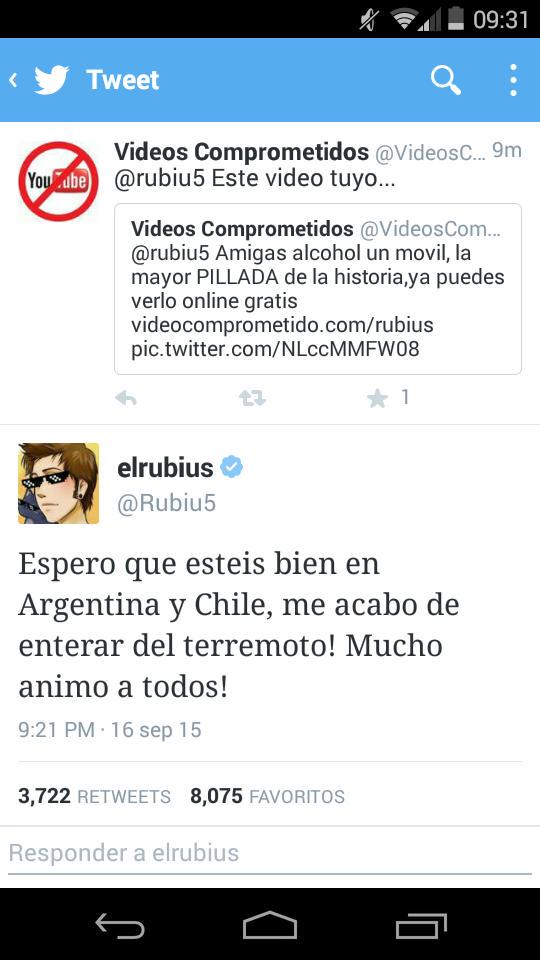 09:31
Tweet
Videos Comprometidos @VideosC... 9m
YouTube
@rubiu5 Este video tuyo...
Videos Comprometidos @VideosCom...
@rubiu5 Amigas alcohol un movil, la
mayor PILLADA de la historia,ya puedes
verlo online gratis
videocomprometido.com/rubius
pic.twitter.com/NLccMMFW08
1
elrubius
@Rubiu5
Espero que esteis bien en
Argentina y Chile, me acabo de
enterar del terremoto! Mucho
animo a todos!
9:21 PM · 16 sep 15
3,722 RETWEETS 8,075 FAVORITOS
Responder a elrubius